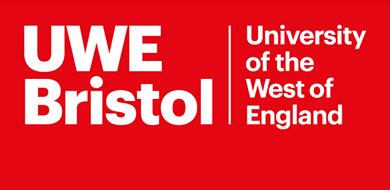 UWE
Bristol
University
of the
West of
England